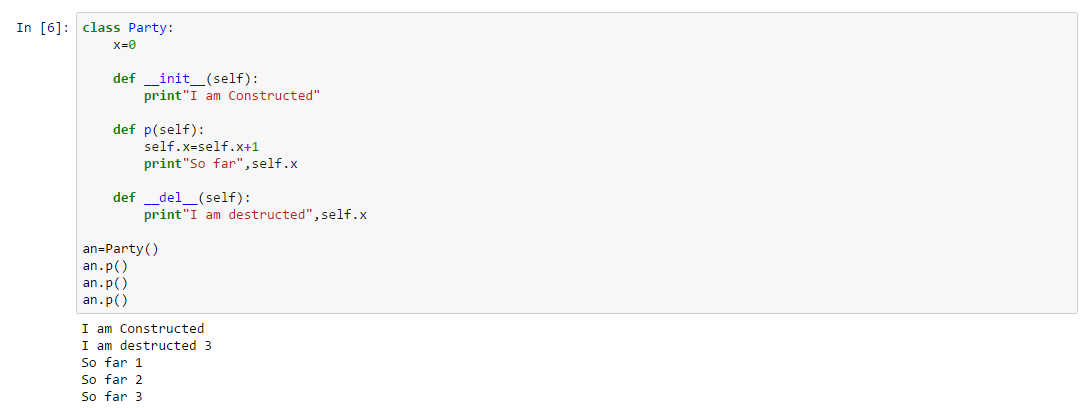 In [6]: class Party:
    x=0
    def __init__(self):
        print"I am Constructed"
    def p(self):
        self.x=self.x+1
        print"So far",self.x
    def __del__(self):
        print"I am destructed",self.x
an=Party()
an.p()
an.p()
an.p()
I am Constructed
I am destructed 3
So far 1
So far 2
So far 3